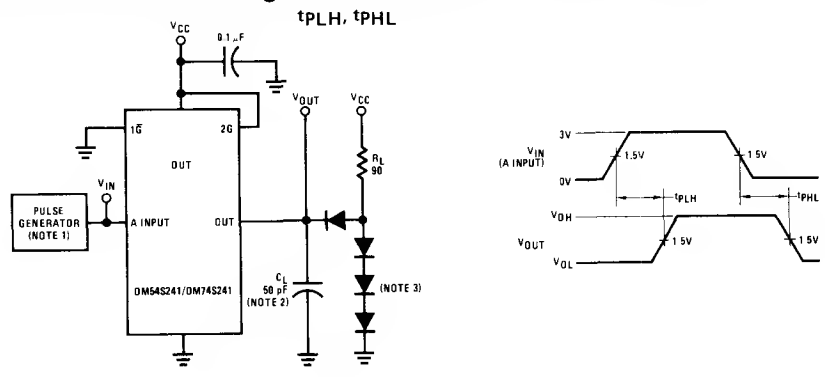 tPLH, tPHL
VCC
0.1 μF
VOUT
VCC
1G̅
2G
DUT
RL
90
VIN
PULSE
GENERATOR
(NOTE 1)
A INPUT
OUT
CL
50 pF
(NOTE 2)
(NOTE 3)
DM54S241/DM74S241
3V
VIN
(A INPUT)
1.5V
1.5V
0V
tPLH
tPHL
VOH
VOUT
1.5V
1.5V
VOL